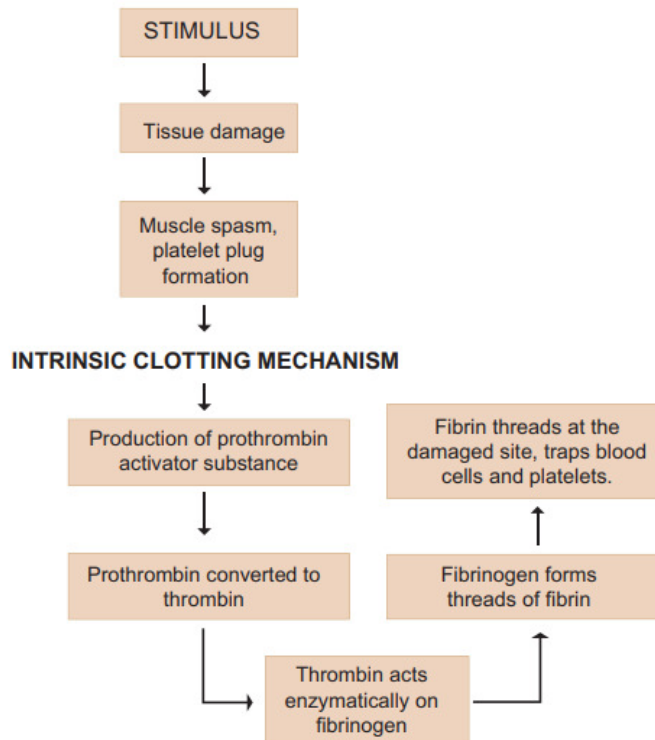 STIMULUS
Tissue damage
Muscle spasm,
platelet plug
formation
INTRINSIC CLOTTING MECHANISM
Production of prothrombin
activator substance
Prothrombin converted to
thrombin
Thrombin acts
enzymatically on
fibrinogen
Fibrinogen forms
threads of fibrin
Fibrin threads at the
damaged site, traps blood
cells and platelets.